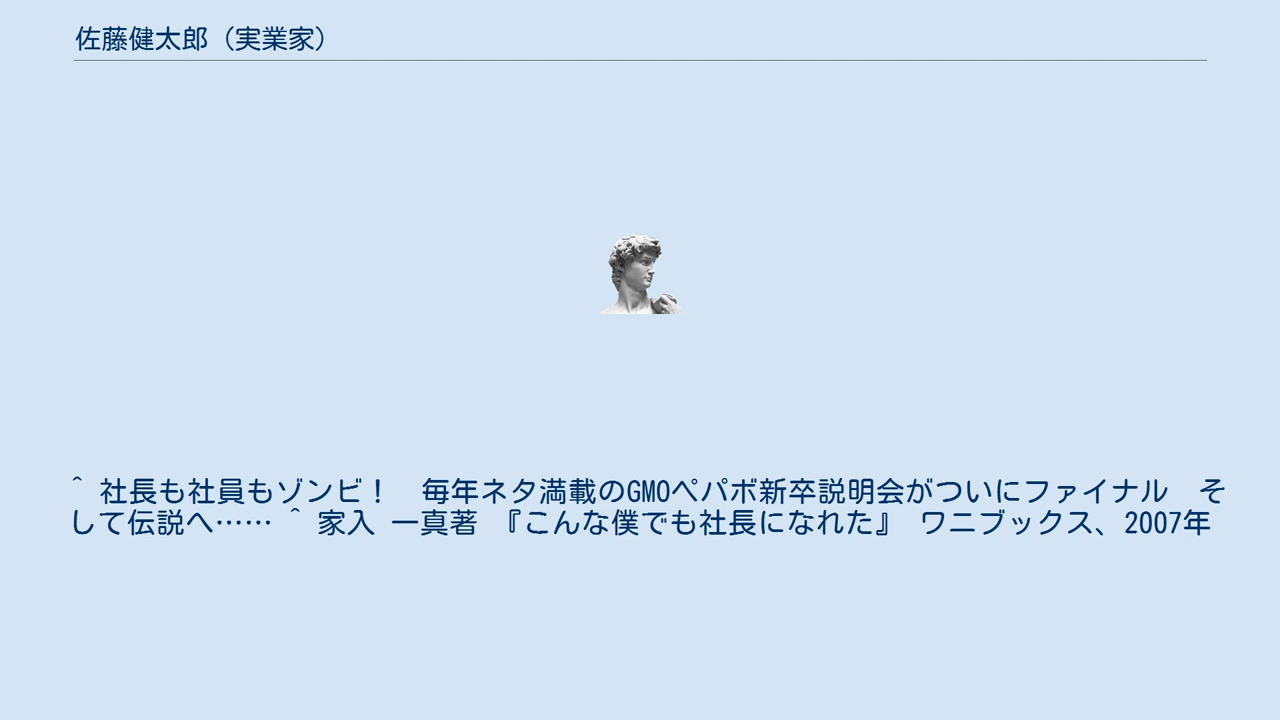 佐藤健太郎（実業家）
^ 社長も社員もゾンビ！　毎年ネタ満載のGMOペパボ新卒説明会がついにファイナル　そ
して伝説へ…… ^ 家入 一真著 『こんな僕でも社長になれた』 ワニブックス、2007年